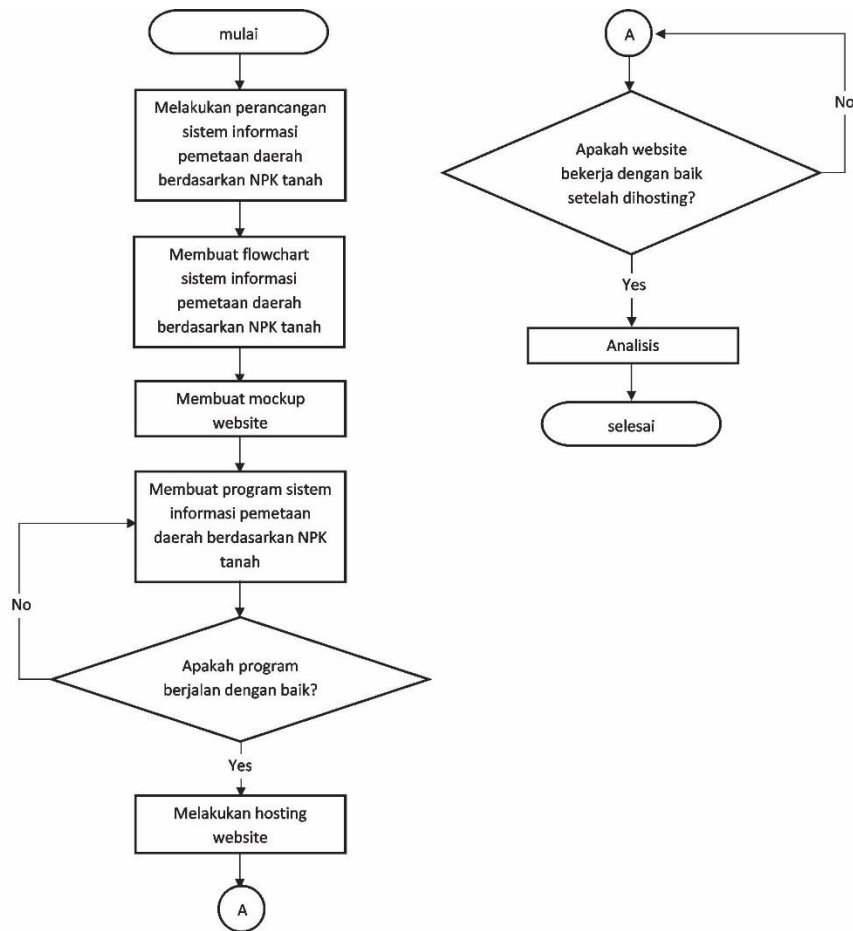 mulai
Melakukan perancangan
sistem informasi
pemetaan daerah
berdasarkan NPK tanah
Membuat flowchart
sistem informasi
pemetaan daerah
berdasarkan NPK tanah
Membuat mockup
website
Membuat program sistem
informasi pemetaan
daerah berdasarkan NPK
tanah
No
Apakah program
berjalan dengan baik?
Yes
Melakukan hosting
website
A
A
No
Apakah website
bekerja dengan baik
setelah dihosting?
Yes
Analisis
selesai